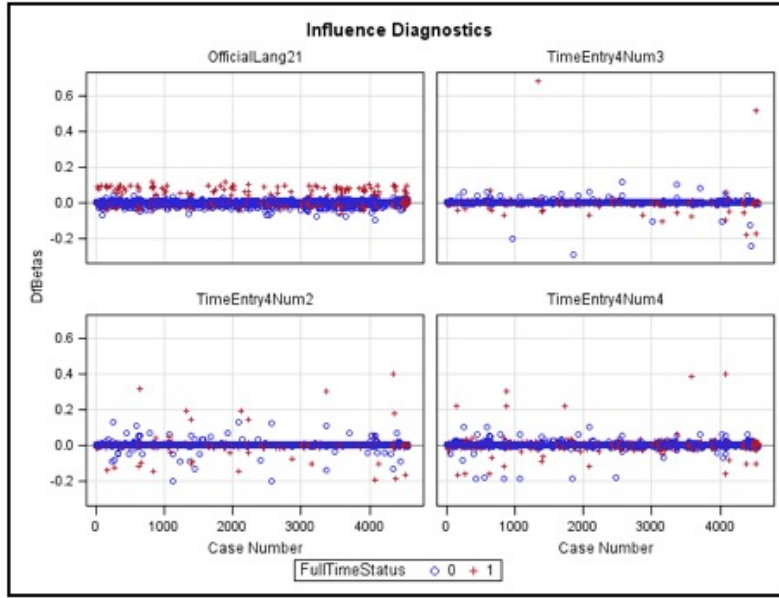 Influence Diagnostics
OfficialLang21
TimeEntry4Num3
0.6
0.4
0.2
0.0
-0.2
DfBetas
TimeEntry4Num2
TimeEntry4Num4
0.6
0.4
0.2
0.0
-0.2
0 1000 2000 3000 4000
0 1000 2000 3000 4000
Case Number
Case Number
FullTimeStatus 0 1